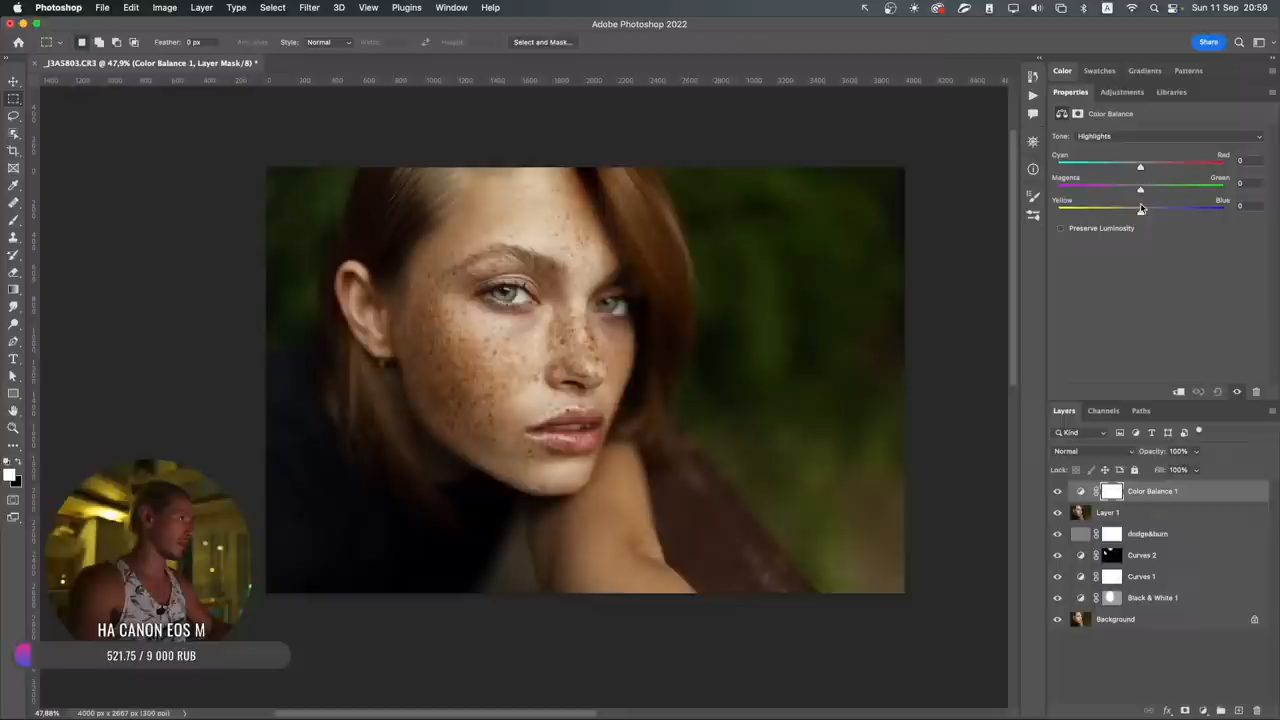 Photoshop File Edit Image Layer Type Select Filter 3D View Plugins Window Help
A Sun 11 Sep 20:59
Adobe Photoshop 2022
Feather: 0 px Style: Normal Width: Height: Select and Mask... Share
_J3A5803.CR3 @ 47,9% (Color Balance 1, Layer Mask/8) *
Color Swatches Gradients Patterns
Properties Adjustments Libraries
Color Balance
Tone: Highlights
Cyan Red 0
Magenta Green 0
Yellow Blue 0
Preserve Luminosity
Layers Channels Paths
Kind
Normal Opacity: 100%
Lock: Fill: 100%
Color Balance 1
Layer 1
dodge&burn
Curves 2
Curves 1
Black & White 1
Background
НА CANON EOS M
521.75 / 9 000 RUB
47,88% 4000 px x 2667 px (300 ppi)